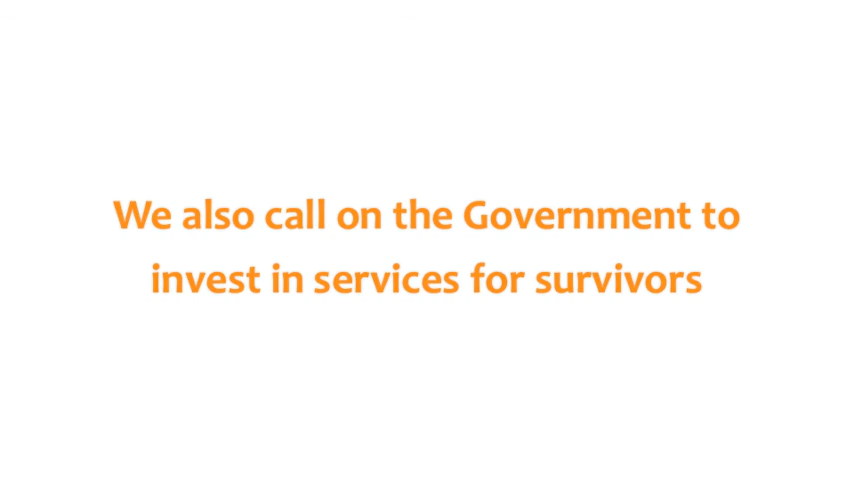 We also call on the Government to
invest in services for survivors